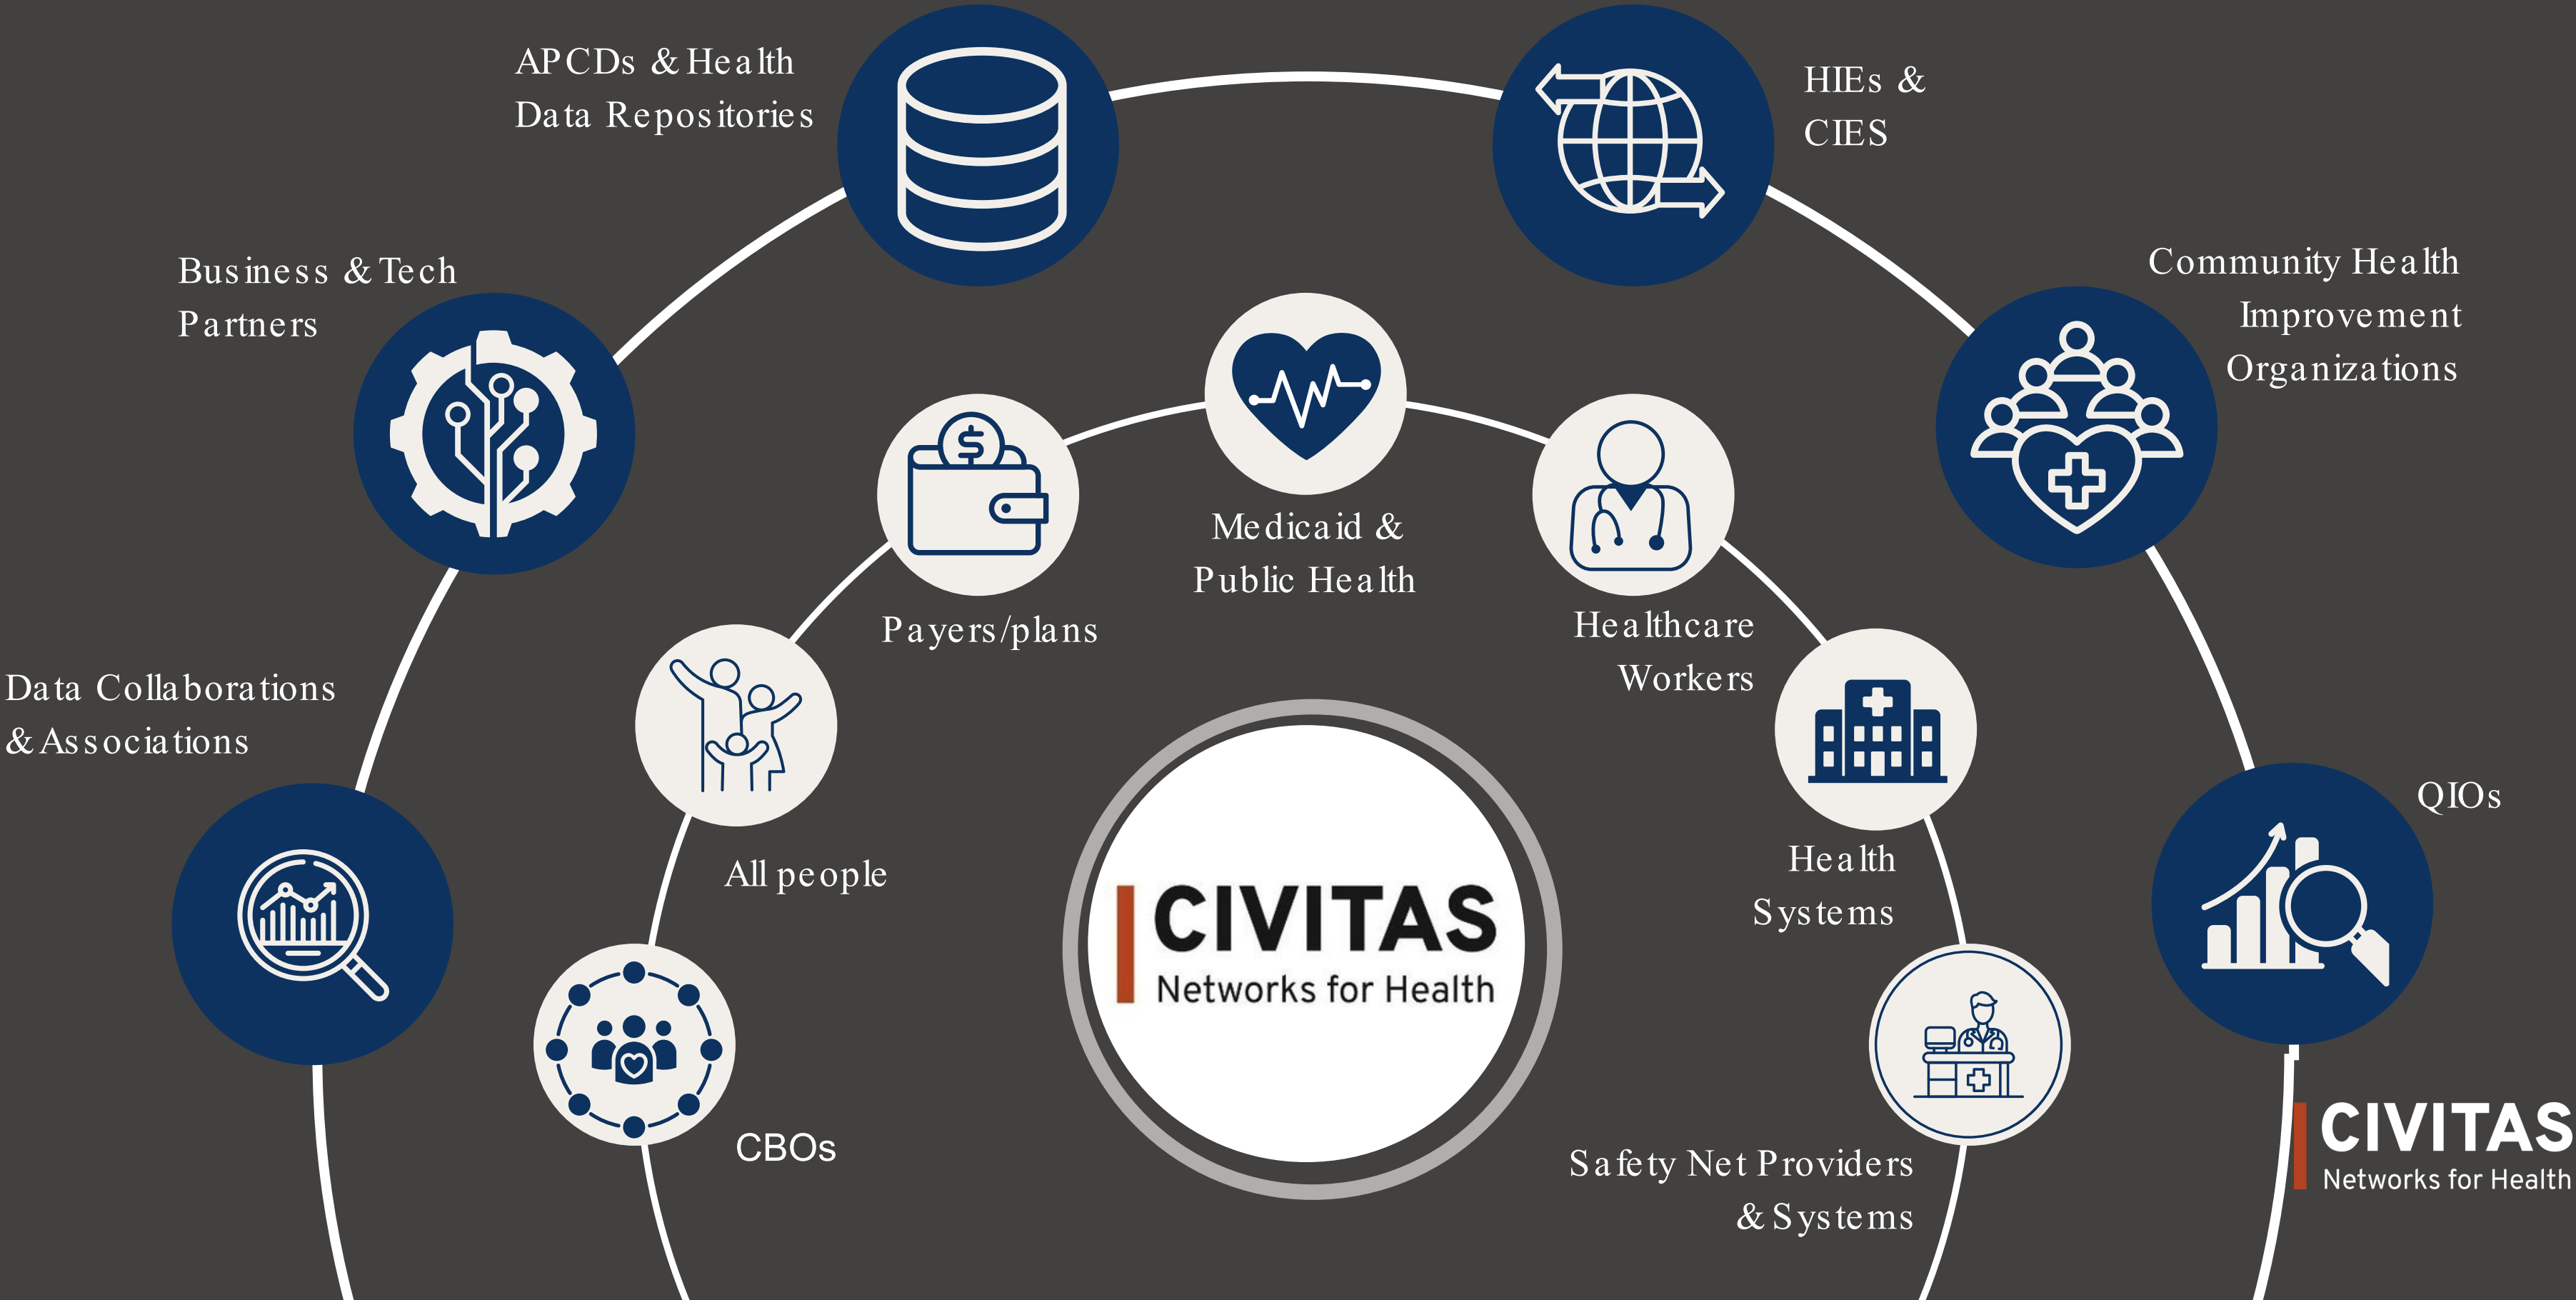 APCDs & Health
Data Repositories
HIEs &
CIES
Business & Tech
Partners
Community Health
Improvement
Organizations
$
Medicaid &
Public Health
Payers/plans
Healthcare
Workers
Data Collaborations
& Associations
All people
QIOs
Health
Systems
CIVITAS
Networks for Health
CBOs
Safety Net Providers
& Systems
CIVITAS
Networks for Health